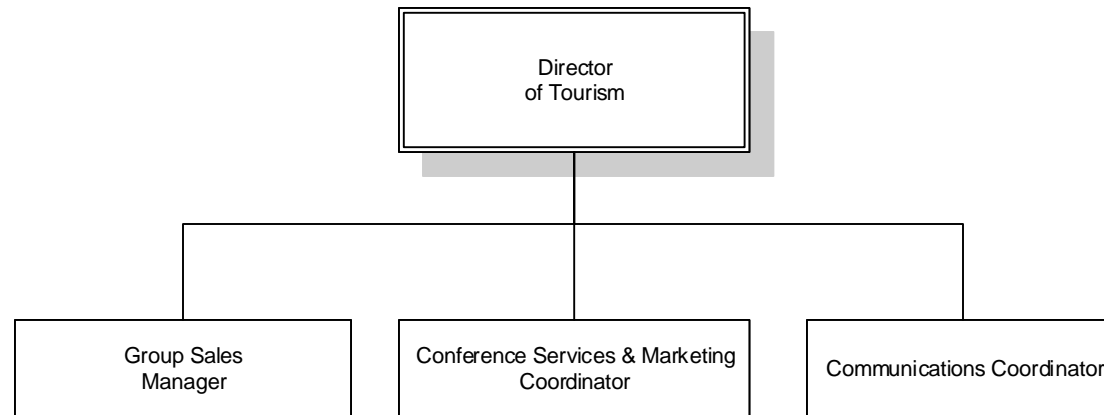 Director
of Tourism
Group Sales
Manager
Conference Services & Marketing
Coordinator
Communications Coordinator